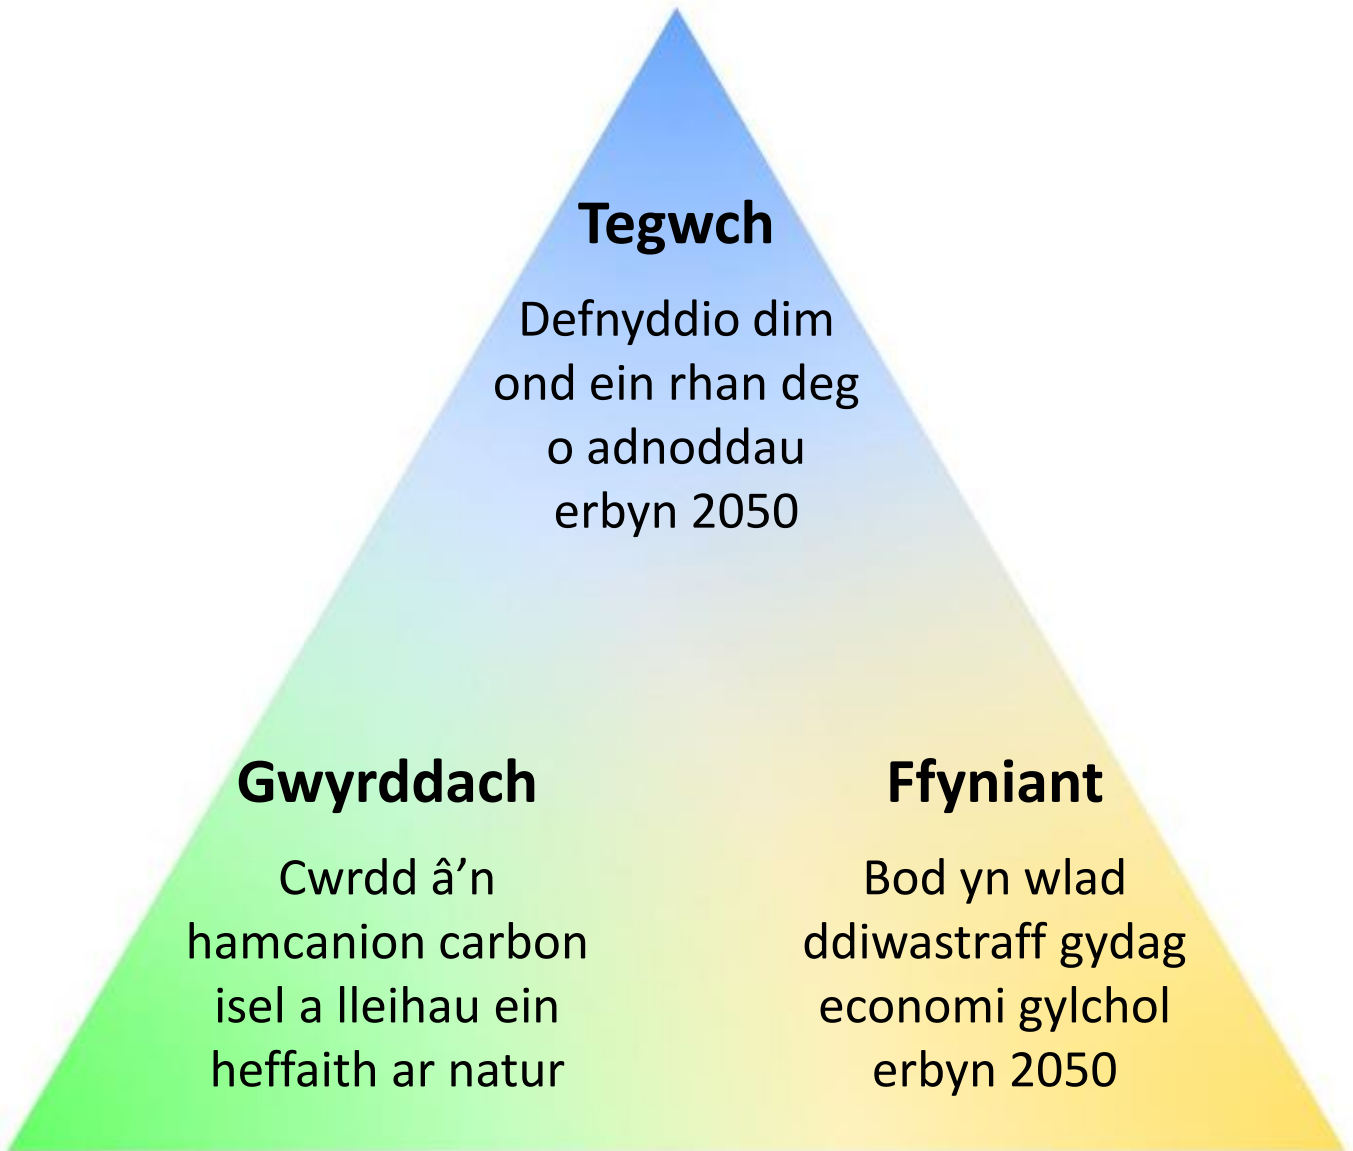 Tegwch
Defnyddio dim
ond ein rhan deg
o adnoddau
erbyn 2050
Gwyrddach
Cwrdd â’n
hamcanion carbon
isel a lleihau ein
heffaith ar natur
Ffyniant
Bod yn wlad
ddiwastraff gydag
economi gylchol
erbyn 2050